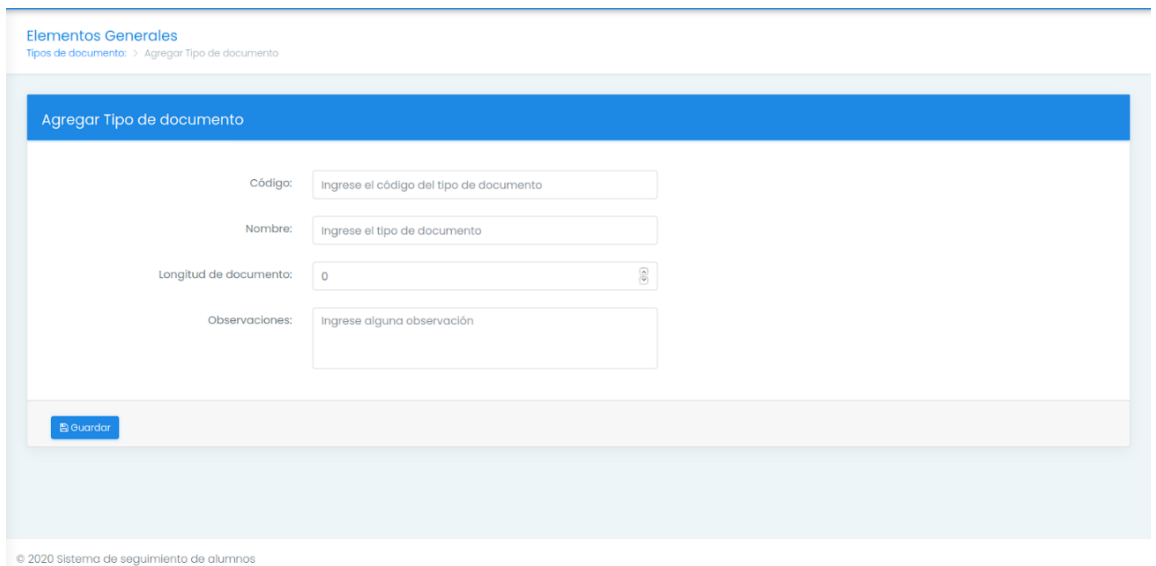 Elementos Generales
Tipos de documento: > Agregar Tipo de documento
Agregar Tipo de documento
Código: Ingrese el código del tipo de documento
Nombre: Ingrese el tipo de documento
Longitud de documento: 0
Observaciones: Ingrese alguna observación
Guardar
© 2020 Sistema de seguimiento de alumnos